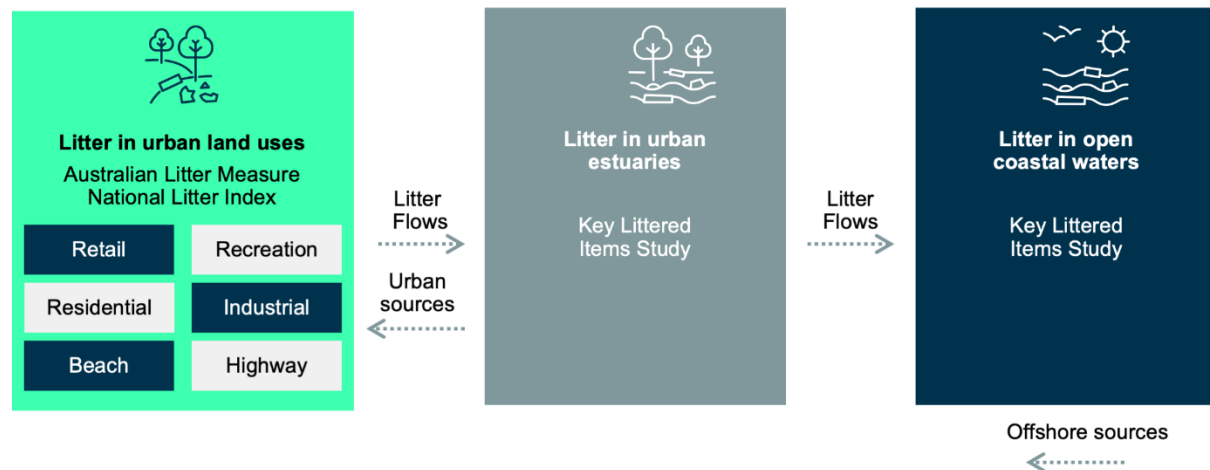 Litter in urban land uses
Australian Litter Measure
National Litter Index
Retail
Recreation
Residential
Industrial
Beach
Highway
Litter
Flows
Urban
sources
Litter in urban
estuaries
Key Littered
Items Study
Litter
Flows
Litter in open
coastal waters
Key Littered
Items Study
Offshore sources